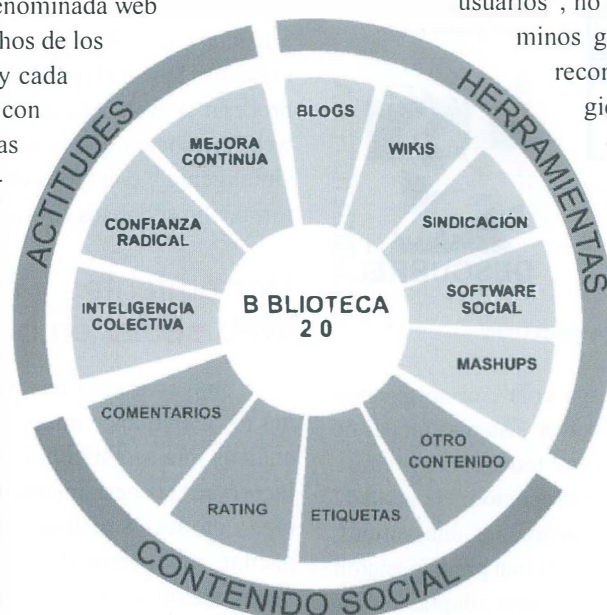 enominada web
hos de los
y cada
con
as
usuarios", no
minos g
recon
gi
ACTITUDES
HERRAMIENTAS
CONTENIDO SOCIAL
BLOGS
WIKIS
SINDICACIÓN
SOFTWARE
SOCIAL
MASHUPS
OTRO
CONTENIDO
ETIQUETAS
RATING
COMENTARIOS
INTELIGENCIA
COLECTIVA
CONFIANZA
RADICAL
MEJORA
CONTINUA
B BLIOTECA
2 0